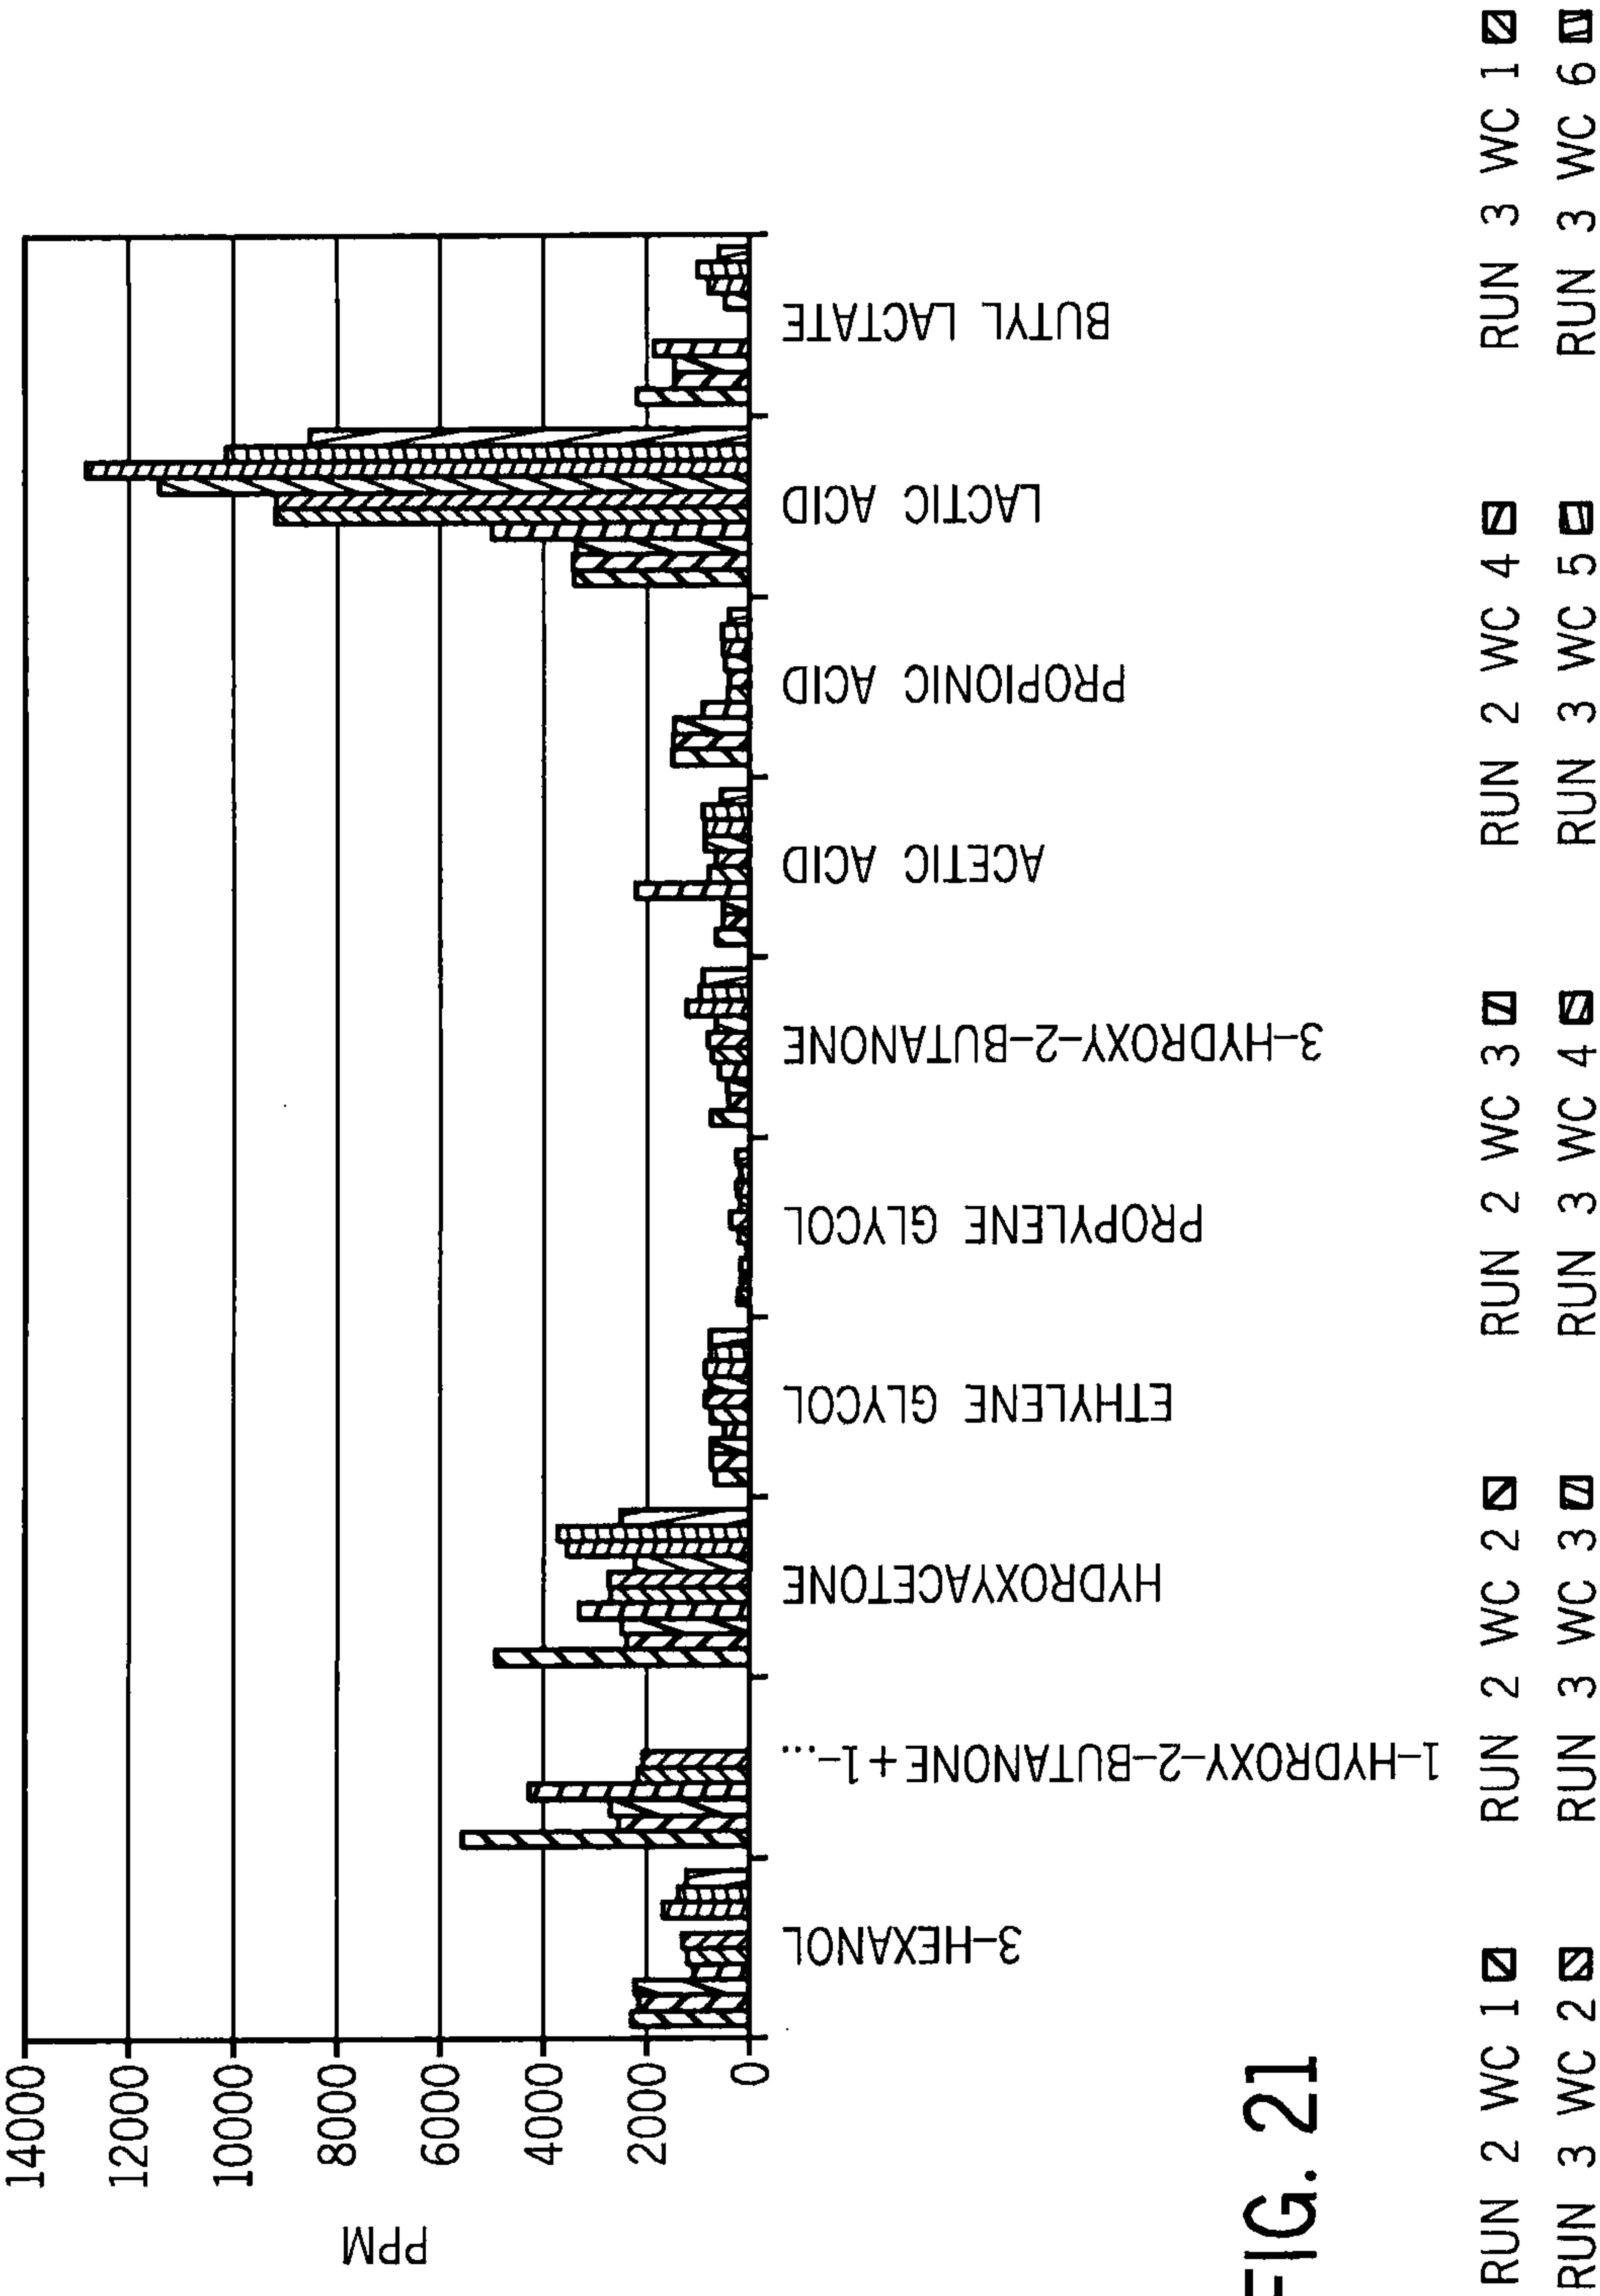 14000
12000
10000
8000
6000
4000
2000
0
PPM
3-HEXANOL
1-HYDROXY-2-BUTANONE+1-...
HYDROXYACETONE
ETHYLENE GLYCOL
PROPYLENE GLYCOL
3-HYDROXY-2-BUTANONE
ACETIC ACID
PROPIONIC ACID
LACTIC ACID
BUTYL LACTATE
FIG. 21
RUN 2 WC 1 RUN 2 WC 2 RUN 2 WC 3 RUN 2 WC 4 RUN 3 WC 1
RUN 3 WC 2 RUN 3 WC 3 RUN 3 WC 4 RUN 3 WC 5 RUN 3 WC 6